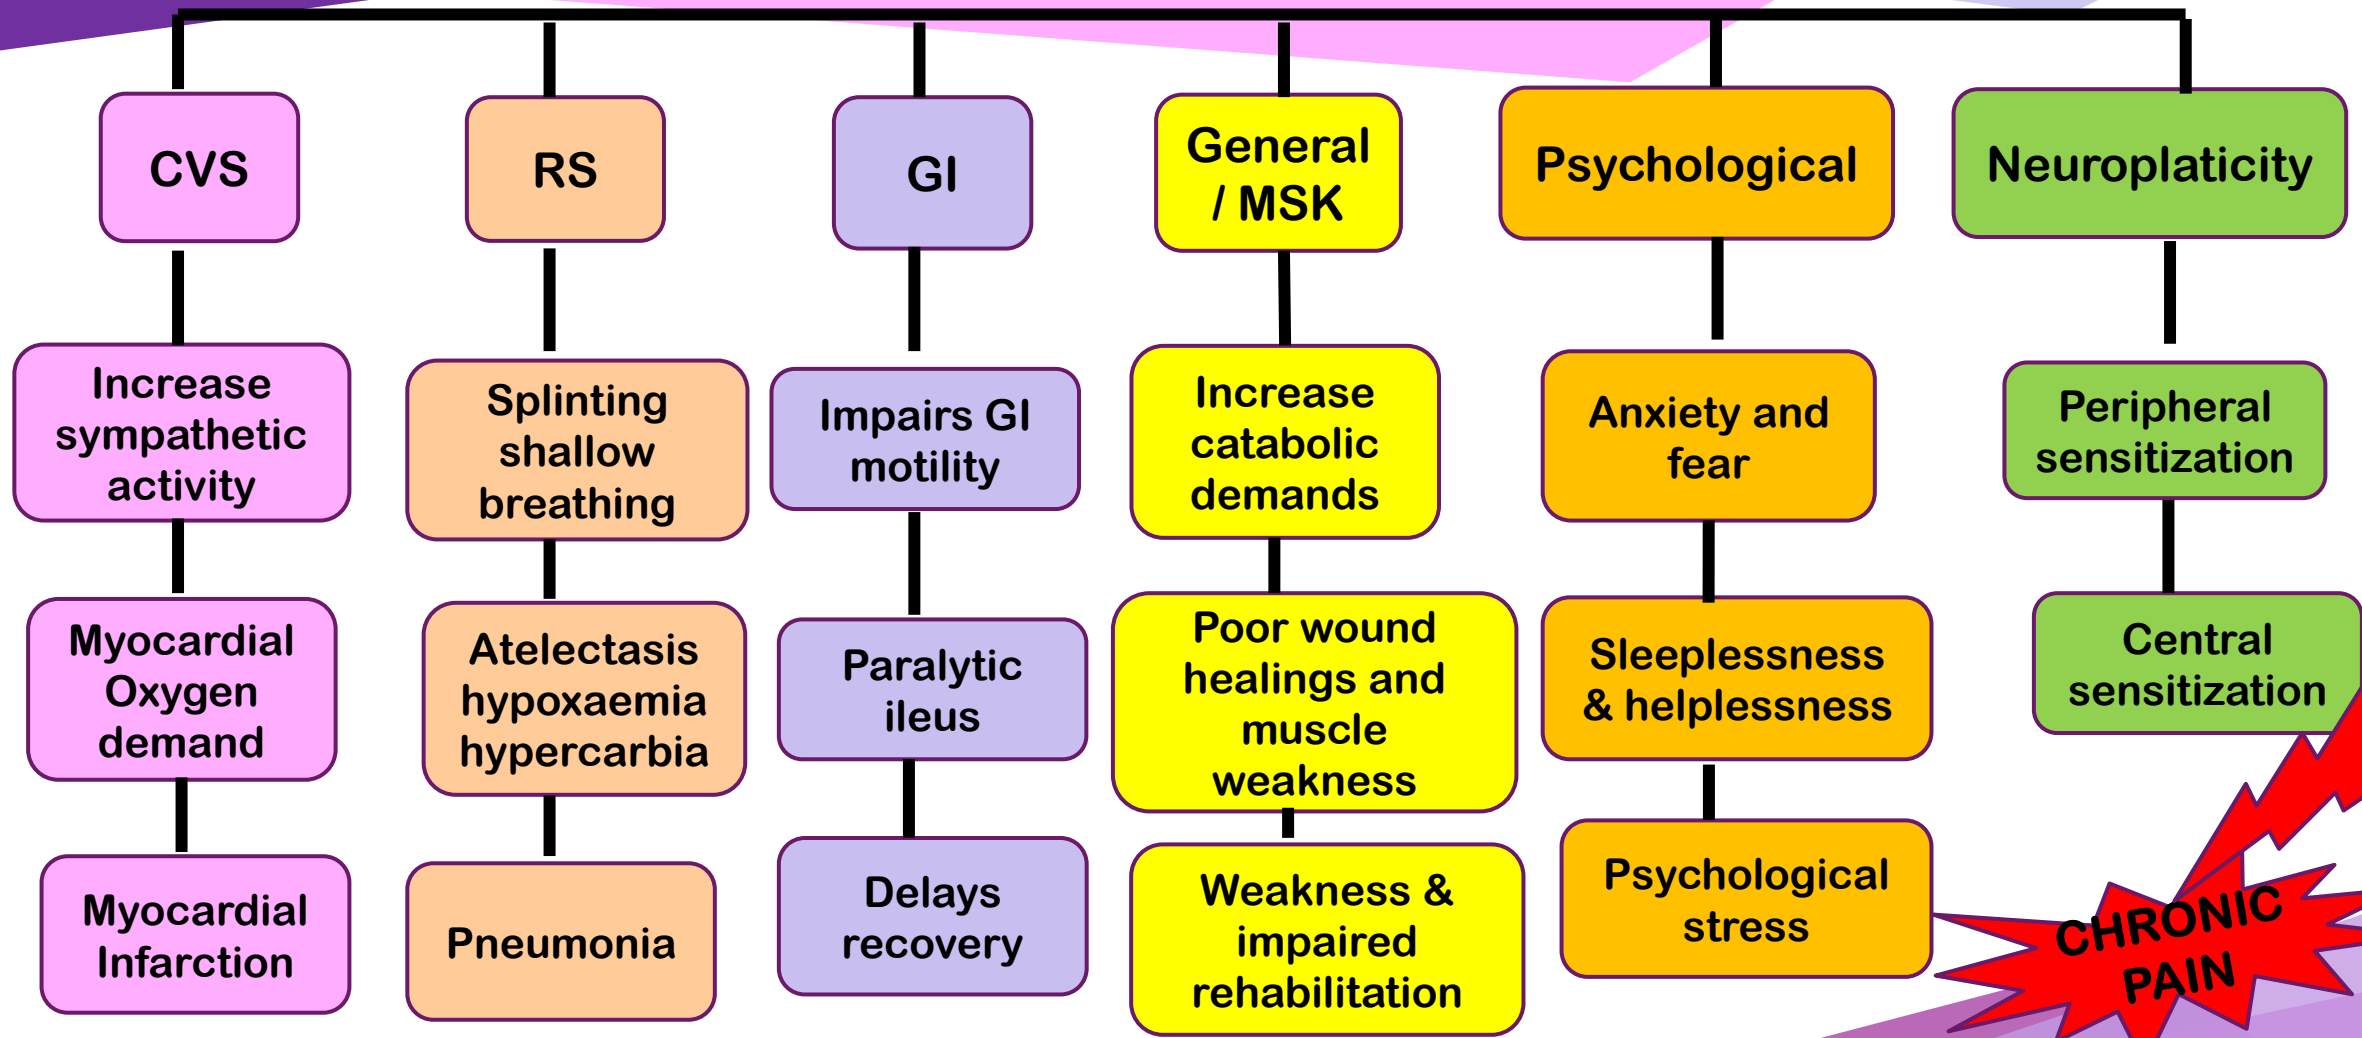 CVS
RS
GI
General
/ MSK
Psychological
Neuroplaticity
Increase
sympathetic
activity
Splinting
shallow
breathing
Impairs GI
motility
Increase
catabolic
demands
Anxiety and
fear
Peripheral
sensitization
Myocardial
Oxygen
demand
Atelectasis
hypoxaemia
hypercarbia
Paralytic
ileus
Poor wound
healings and
muscle
weakness
Sleeplessness
& helplessness
Central
sensitization
Myocardial
Infarction
Pneumonia
Delays
recovery
Weakness &
impaired
rehabilitation
Psychological
stress
CHRONIC
PAIN